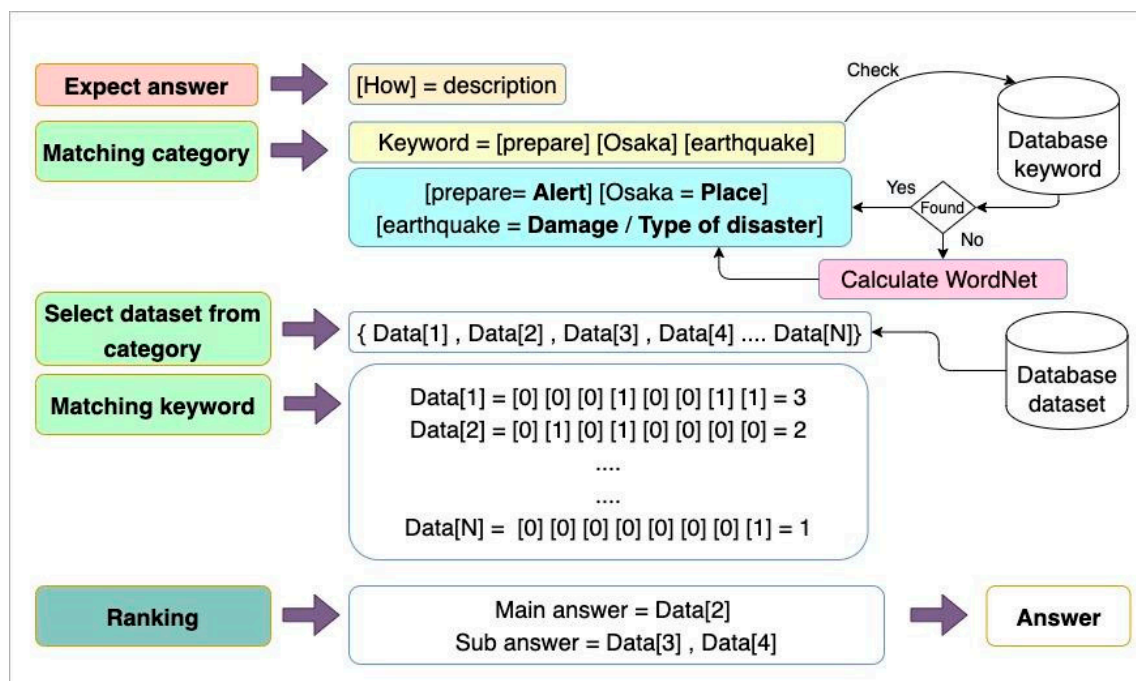 Expect answer
[How] = description
Check
Database
keyword
Matching category
Keyword = [prepare] [Osaka] [earthquake]
[prepare= Alert] [Osaka = Place]
[earthquake = Damage / Type of disaster]
Yes
Found
No
Calculate WordNet
Select dataset from
category
{ Data[1] , Data[2] , Data[3] , Data[4] .... Data[N]}
Database
dataset
Matching keyword
Data[1] = [0] [0] [0] [1] [0] [0] [1] [1] = 3
Data[2] = [0] [1] [0] [1] [0] [0] [0] [0] = 2
....
....
Data[N] = [0] [0] [0] [0] [0] [0] [0] [1] = 1
Ranking
Main answer = Data[2]
Sub answer = Data[3] , Data[4]
Answer